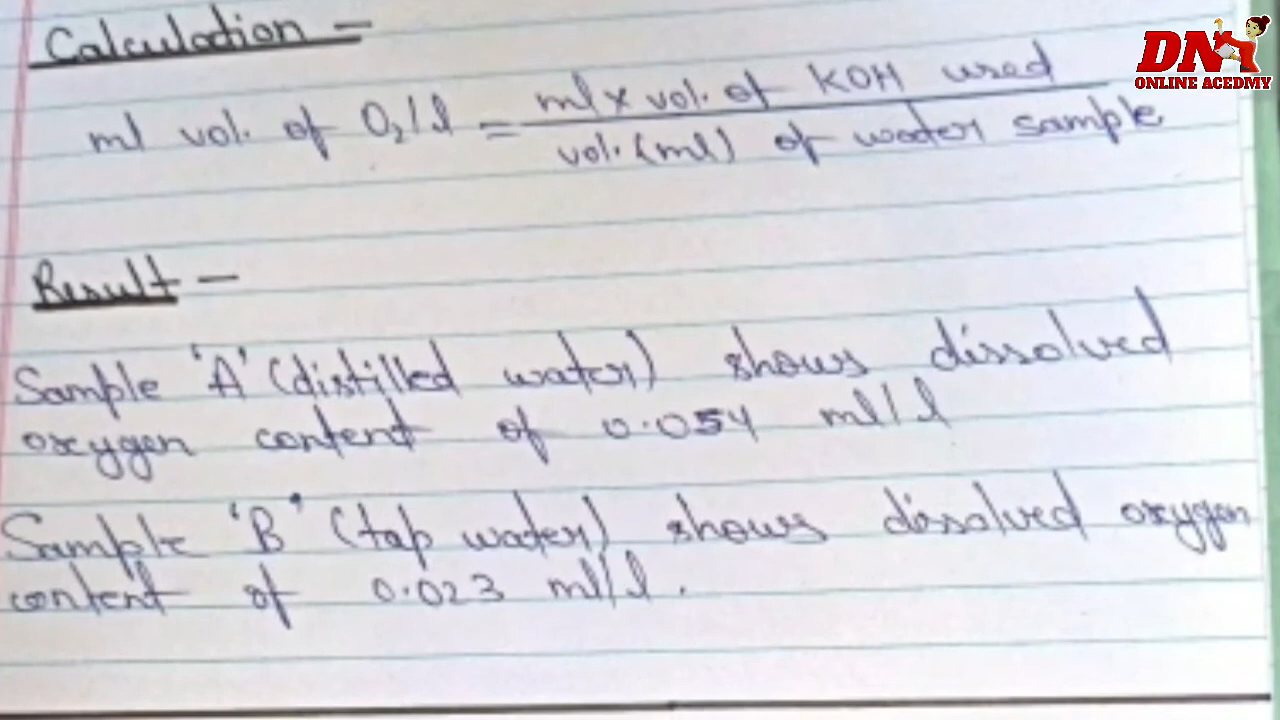 DNA
ONLINE ACEDMY
Calculation -
ml vol. of O2/l = ml x vol. of KOH used
vol. (ml) of water sample
Result -
Sample 'A' (distilled water) shows dissolved
oxygen content of 0.054 ml/l
Sample 'B' (tap water) shows dissolved oxygen
content of 0.023 ml/l.